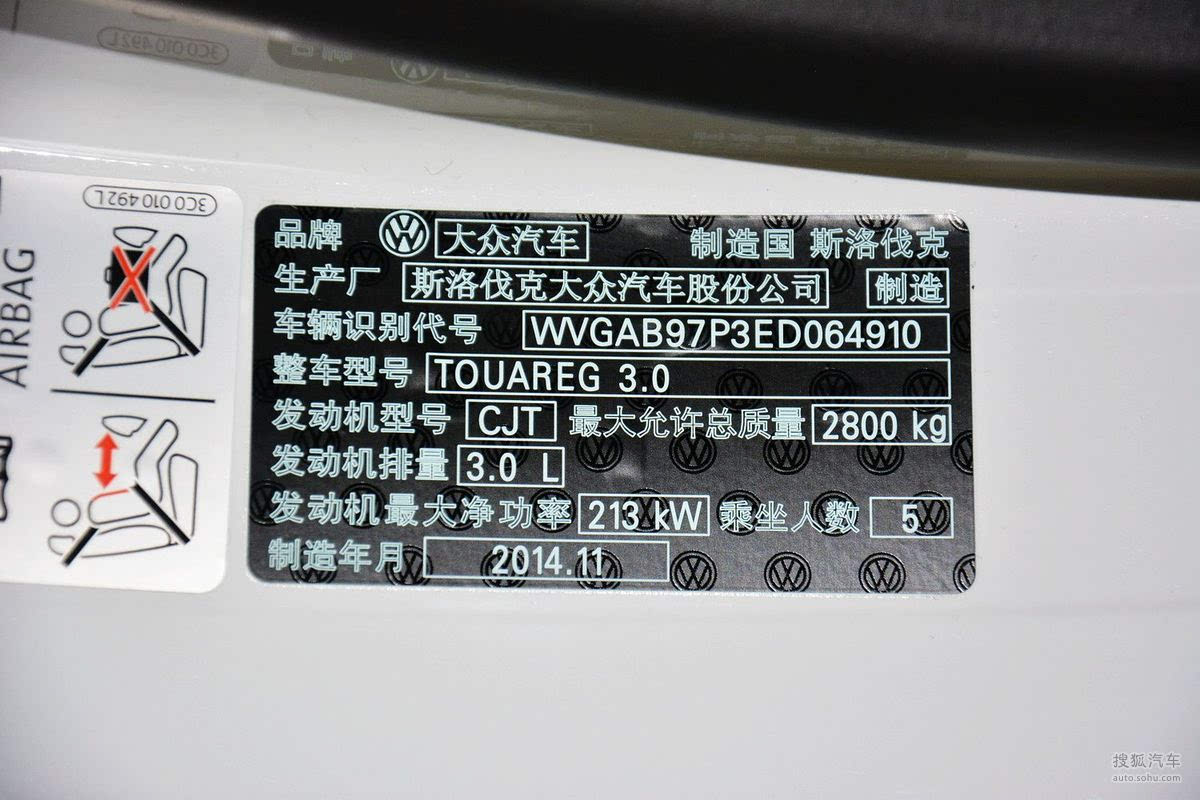 3C0 010 492 L
3C0 010 492 L
AIRBAG
品牌 大众汽车 制造国 斯洛伐克
生产厂 斯洛伐克大众汽车股份公司 制造
车辆识别代号 WVGAB97P3ED064910
整车型号 TOUAREG 3.0
发动机型号 CJT 最大允许总质量 2800 kg
发动机排量 3.0 L
发动机最大净功率 213 kW 乘坐人数 5
制造年月 2014.11
搜狐汽车
auto.sohu.com